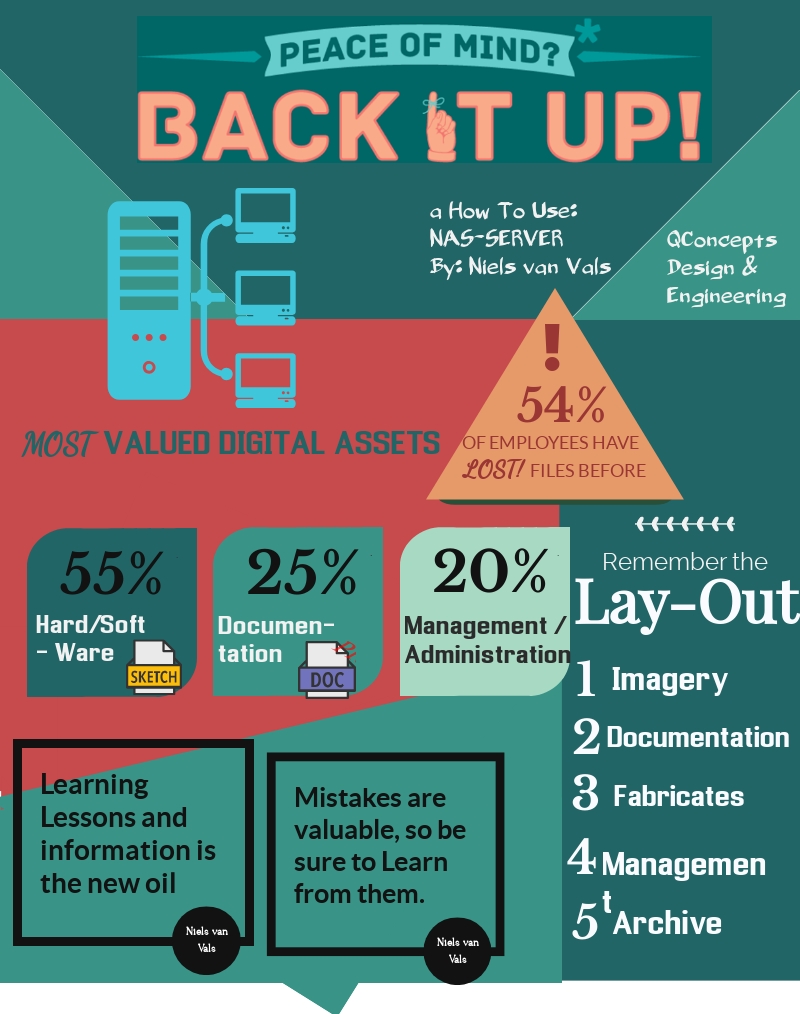 PEACE OF MIND?*
BACK IT UP!
a How To Use:
NAS-SERVER
By: Niels van Vals
QConcepts
Design &
Engineering
!
54%
OF EMPLOYEES HAVE
LOST! FILES BEFORE
MOST VALUED DIGITAL ASSETS
55%
Hard/Soft
- Ware
SKETCH
25%
Documen-
tation
DOC
20%
Management /
Administration
Remember the
Lay-Out
1 Imagery
2 Documentation
3 Fabricates
4 Managemen
t
5 Archive
Learning
Lessons and
information is
the new oil
Niels van
Vals
Mistakes are
valuable, so be
sure to Learn
from them.
Niels van
Vals